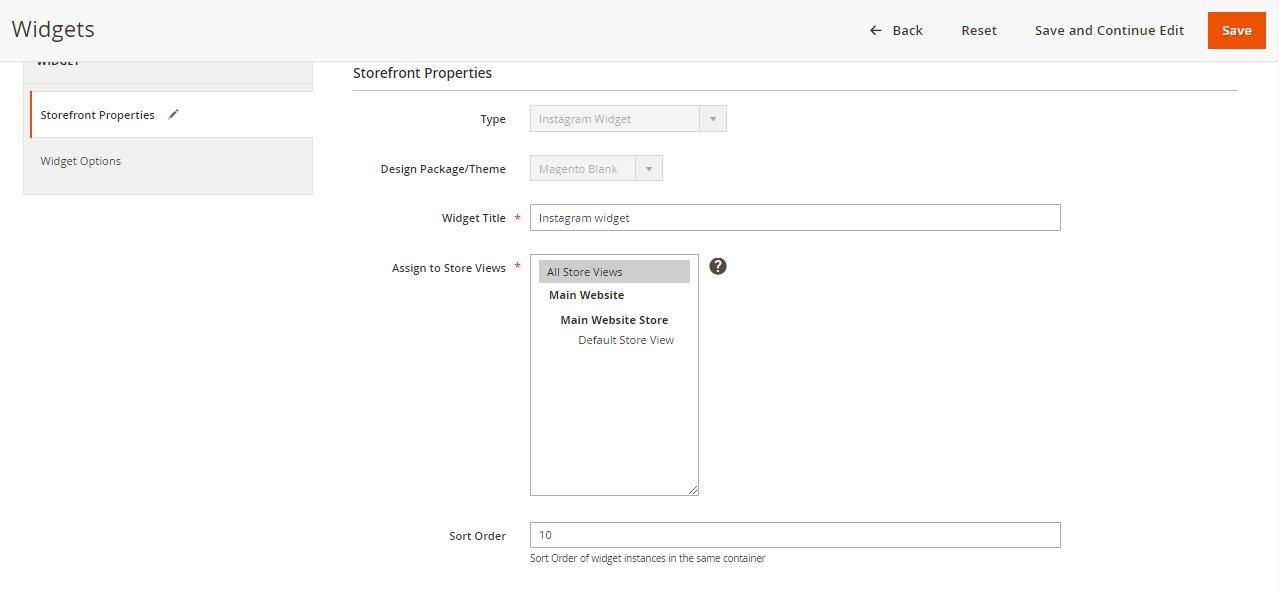 Widgets
Back
Reset
Save and Continue Edit
Save
WIDGET
Storefront Properties
Widget Options
Storefront Properties
Type
Instagram Widget
Design Package/Theme
Magento Blank
Widget Title *
Instagram widget
Assign to Store Views *
All Store Views
?
Main Website
Main Website Store
Default Store View
Sort Order
10
Sort Order of widget instances in the same container